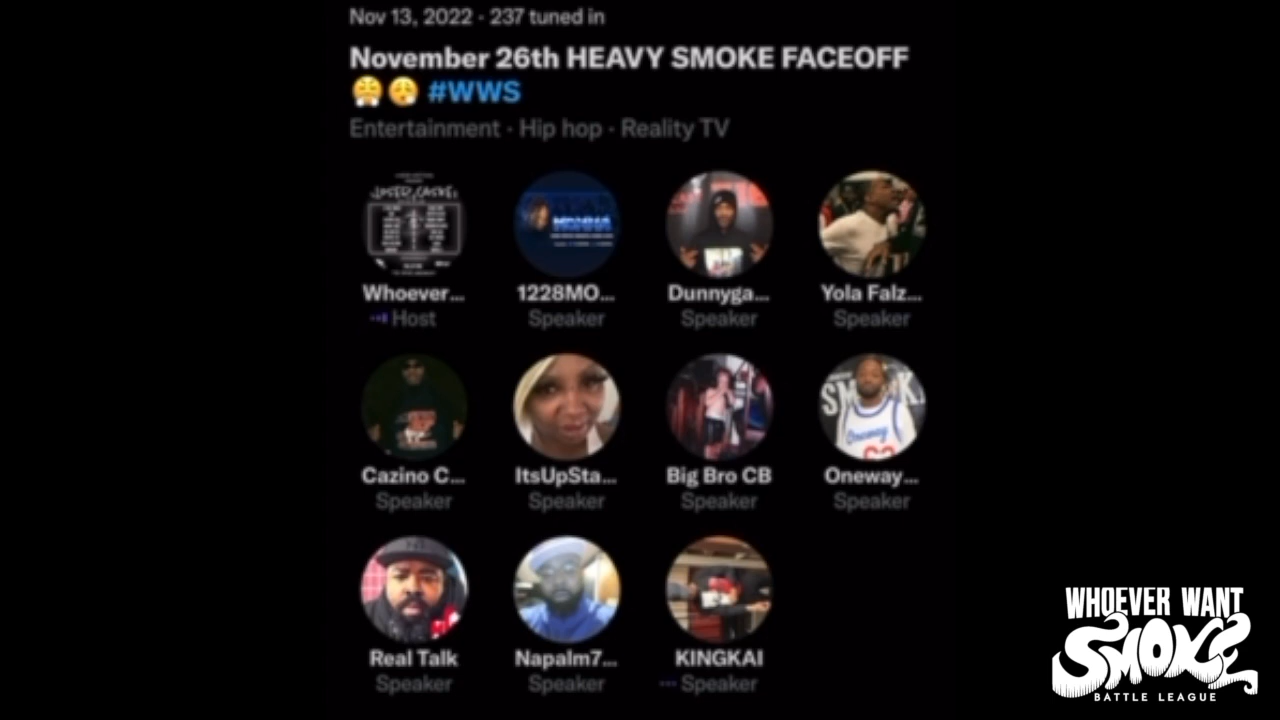 Nov 13, 2022 · 237 tuned in
November 26th HEAVY SMOKE FACEOFF
😤😮‍💨 #WWS
Entertainment · Hip hop · Reality TV
Whoever... 1228MO... Dunnyga... Yola Falz...
Host Speaker Speaker Speaker
Cazino C... ItsUpSta... Big Bro CB Oneway...
Speaker Speaker Speaker Speaker
Real Talk Napalm7... KINGKAI
Speaker Speaker Speaker
WHOEVER WANT
SMOKE
BATTLE LEAGUE